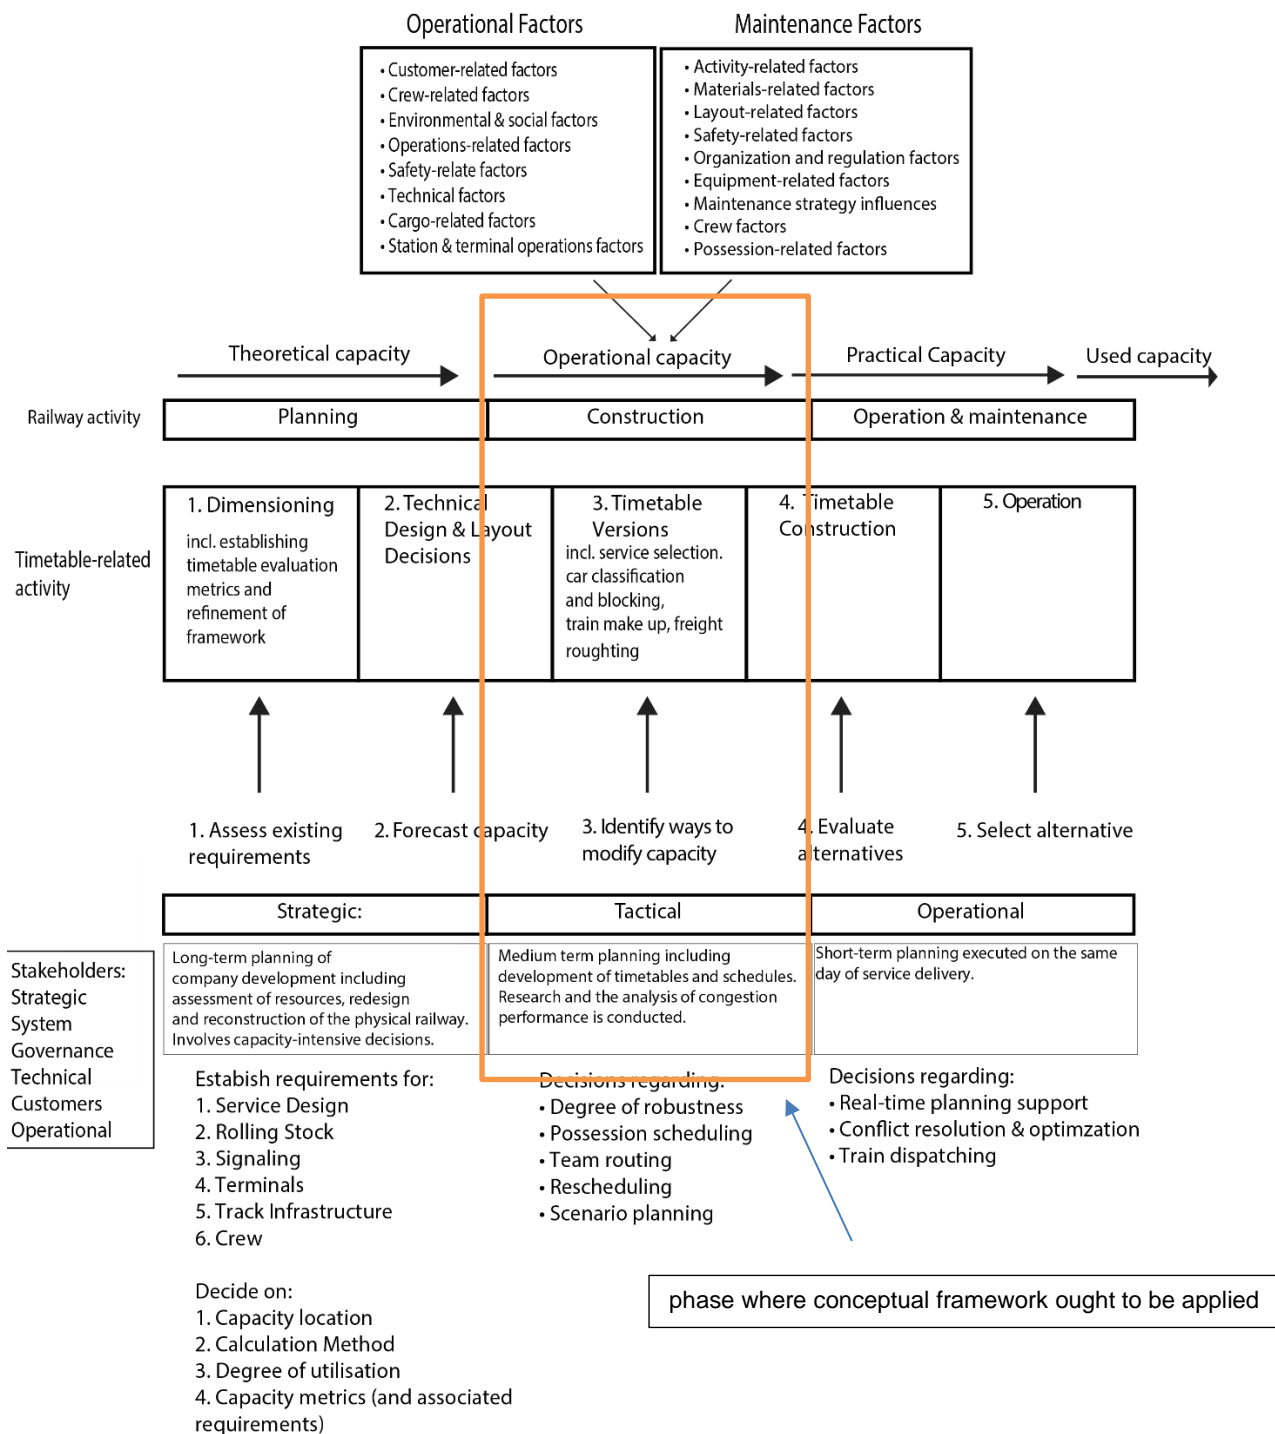 Operational Factors
• Customer-related factors
• Crew-related factors
• Environmental & social factors
• Operations-related factors
• Safety-relate factors
• Technical factors
• Cargo-related factors
• Station & terminal operations factors
Maintenance Factors
• Activity-related factors
• Materials-related factors
• Layout-related factors
• Safety-related factors
• Organization and regulation factors
• Equipment-related factors
• Maintenance strategy influences
• Crew factors
• Possession-related factors
Theoretical capacity
Operational capacity
Practical Capacity
Used capacity
Railway activity
Planning
Construction
Operation & maintenance
Timetable-related
activity
1. Dimensioning
incl. establishing
timetable evaluation
metrics and
refinement of
framework
2. Technical
Design & Layout
Decisions
3. Timetable
Versions
incl. service selection.
car classification
and blocking,
train make up, freight
roughting
4. Timetable
Construction
5. Operation
1. Assess existing
requirements
2. Forecast capacity
3. Identify ways to
modify capacity
4. Evaluate
alternatives
5. Select alternative
Strategic:
Tactical
Operational
Stakeholders:
Strategic
System
Governance
Technical
Customers
Operational
Long-term planning of
company development including
assessment of resources, redesign
and reconstruction of the physical railway.
Involves capacity-intensive decisions.
Medium term planning including
development of timetables and schedules.
Research and the analysis of congestion
performance is conducted.
Short-term planning executed on the same
day of service delivery.
Estabish requirements for:
1. Service Design
2. Rolling Stock
3. Signaling
4. Terminals
5. Track Infrastructure
6. Crew
Decide on:
1. Capacity location
2. Calculation Method
3. Degree of utilisation
4. Capacity metrics (and associated
requirements)
Decisions regarding:
• Degree of robustness
• Possession scheduling
• Team routing
• Rescheduling
• Scenario planning
Decisions regarding:
• Real-time planning support
• Conflict resolution & optimzation
• Train dispatching
phase where conceptual framework ought to be applied